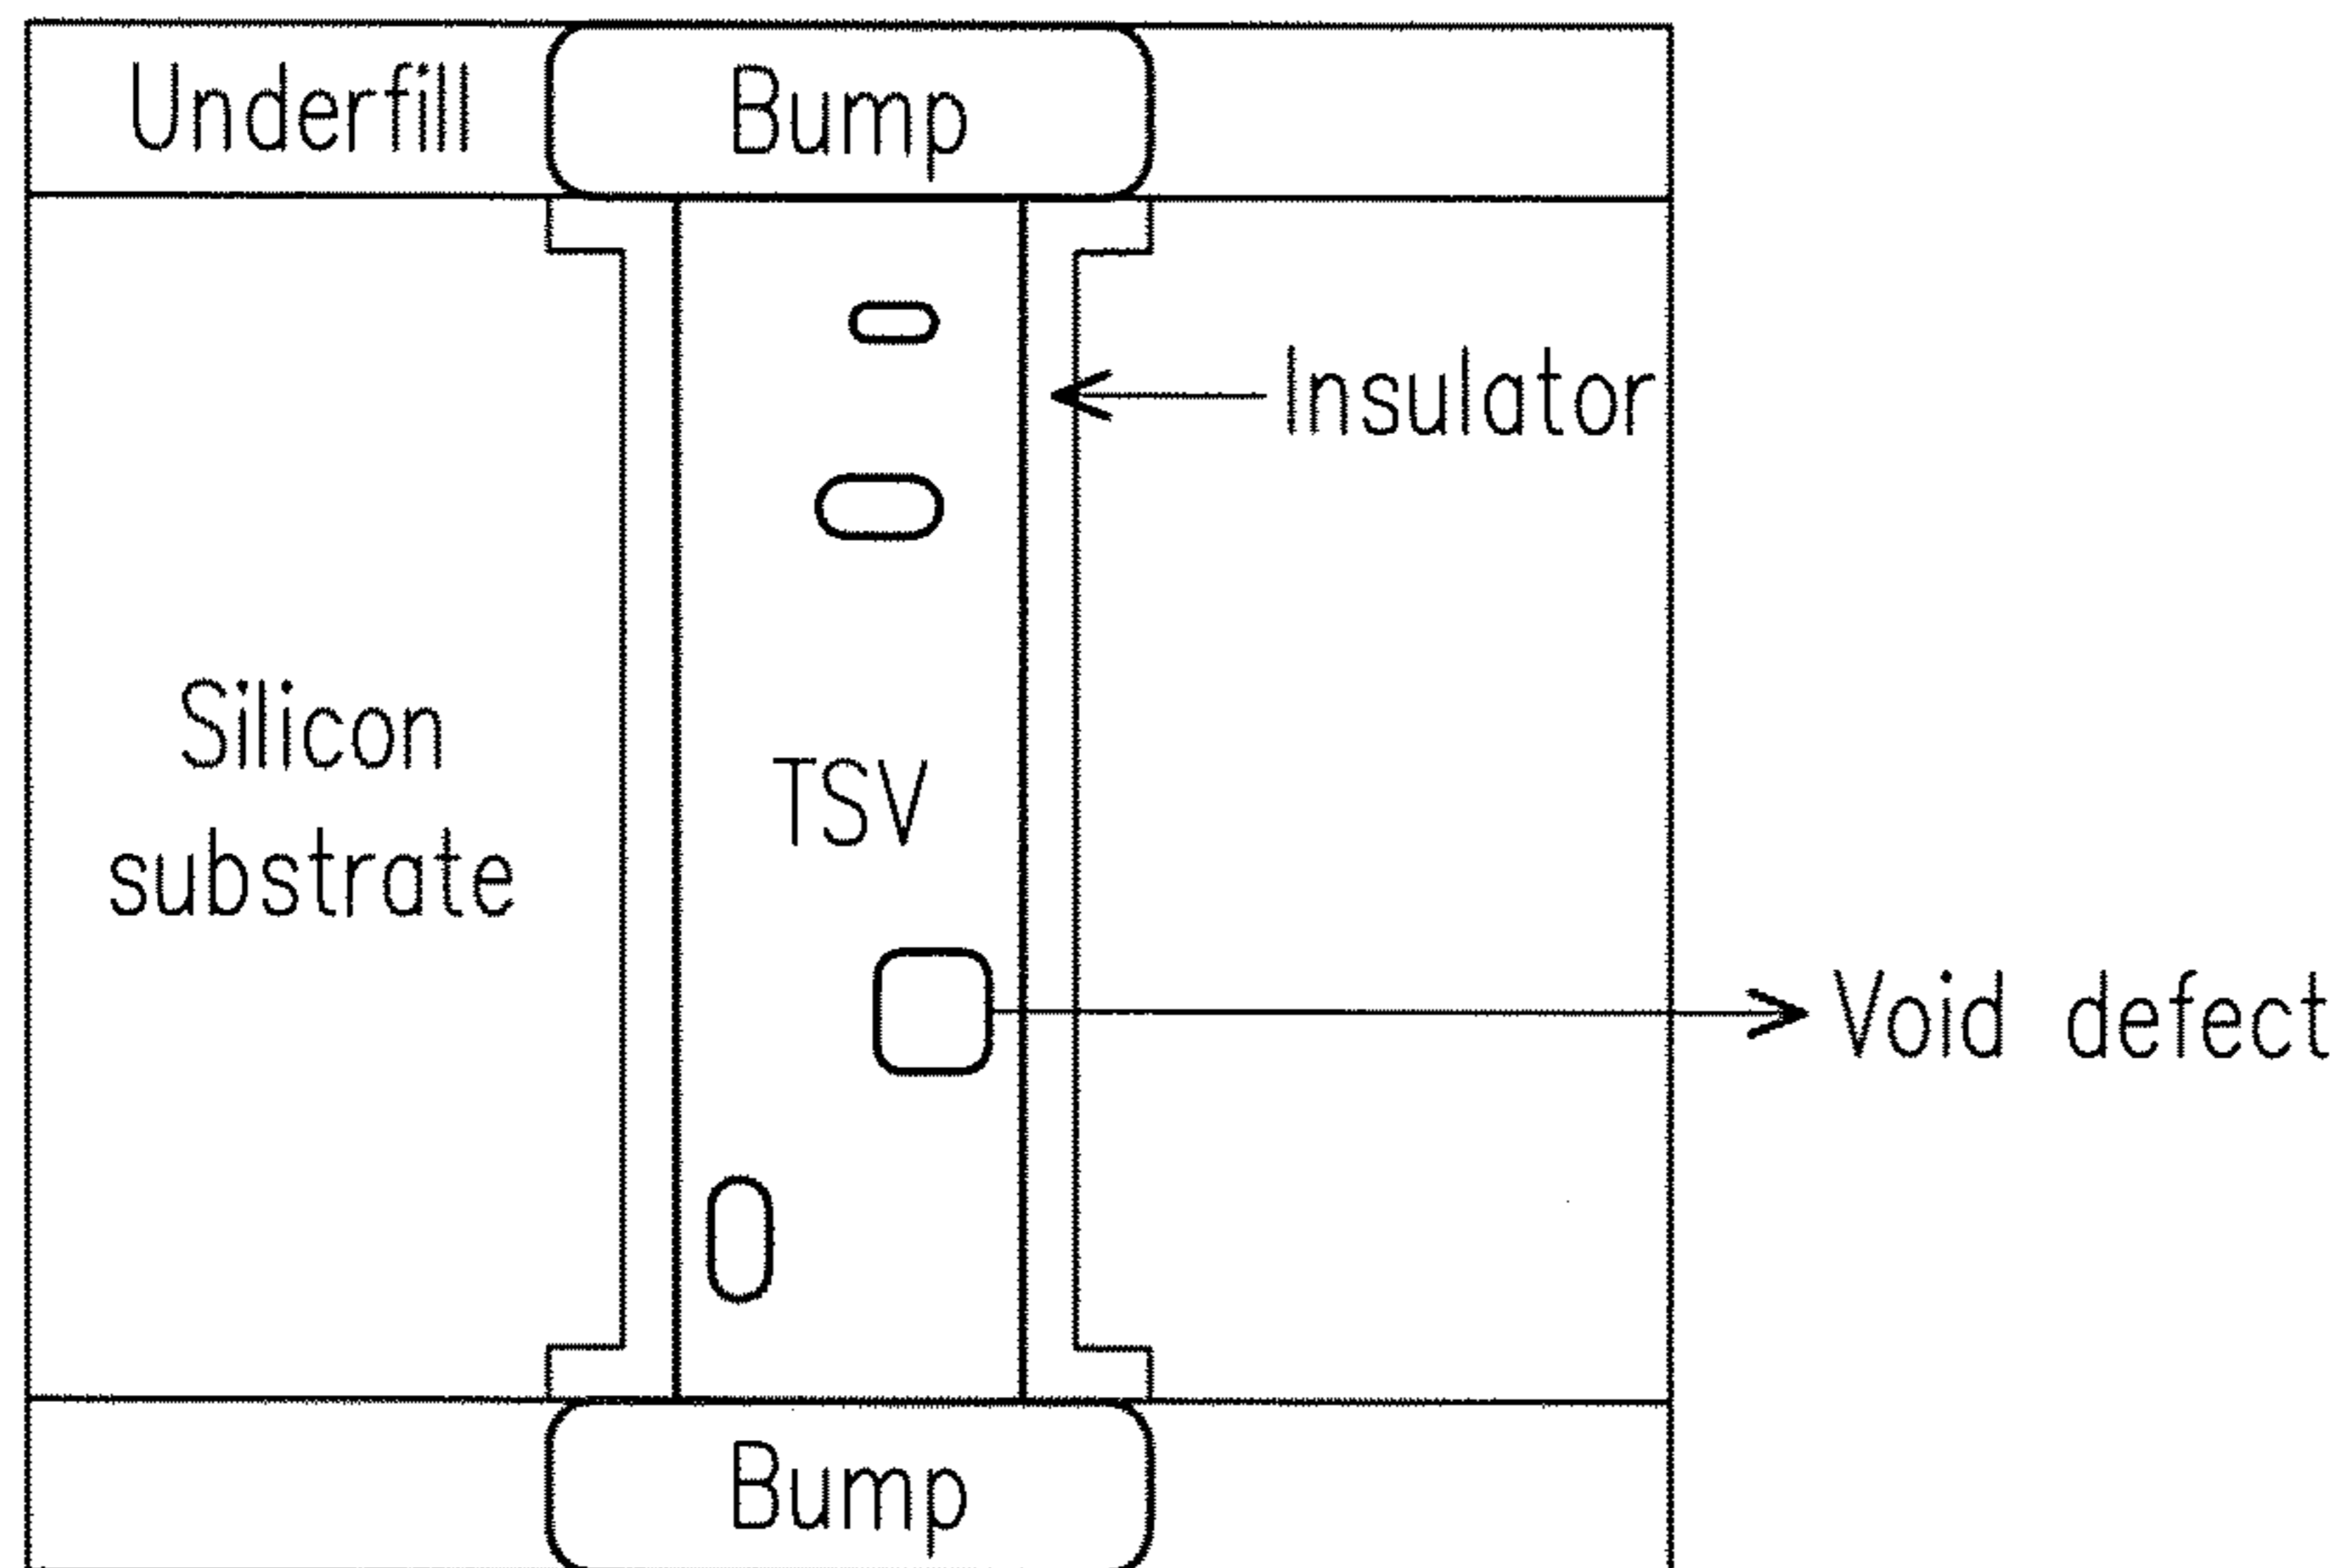 Underfill
Bump
Insulator
Silicon
substrate
TSV
Void defect
Bump